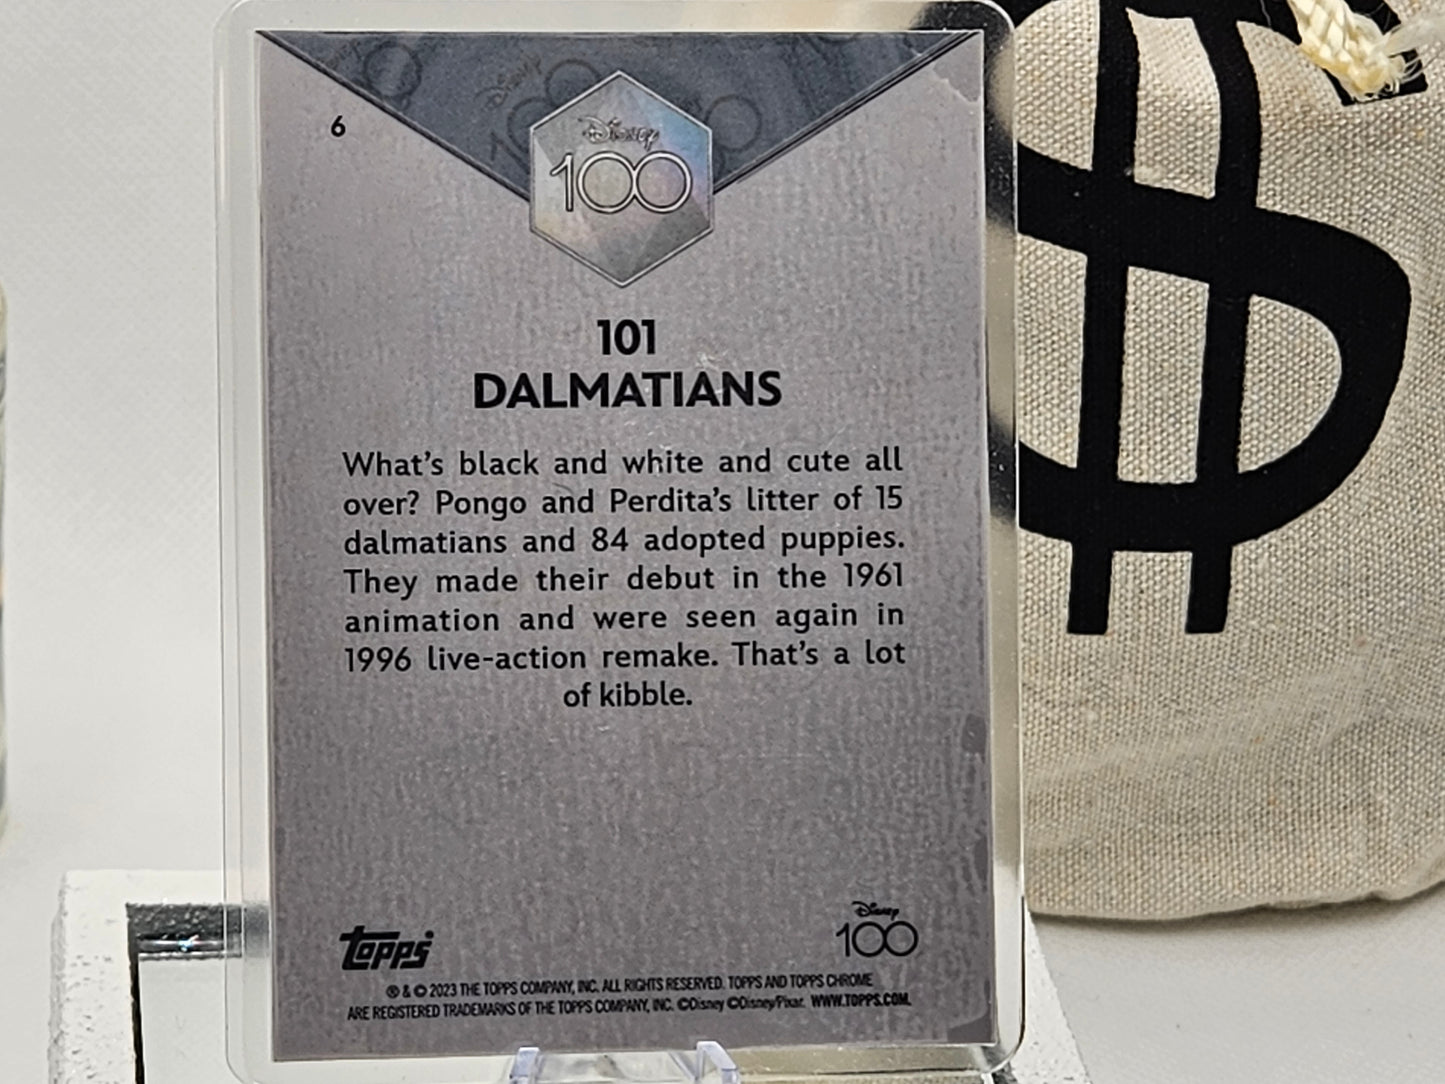 6
Disney
100
101
DALMATIANS
What's black and white and cute all
over? Pongo and Perdita's litter of 15
dalmatians and 84 adopted puppies.
They made their debut in the 1961
animation and were seen again in
1996 live-action remake. That's a lot
of kibble.
Topps
Disney
100
® & © 2023 THE TOPPS COMPANY, INC. ALL RIGHTS RESERVED. TOPPS AND TOPPS CHROME
ARE REGISTERED TRADEMARKS OF THE TOPPS COMPANY, INC. ©Disney ©Disney/Pixar. WWW.TOPPS.COM.
$